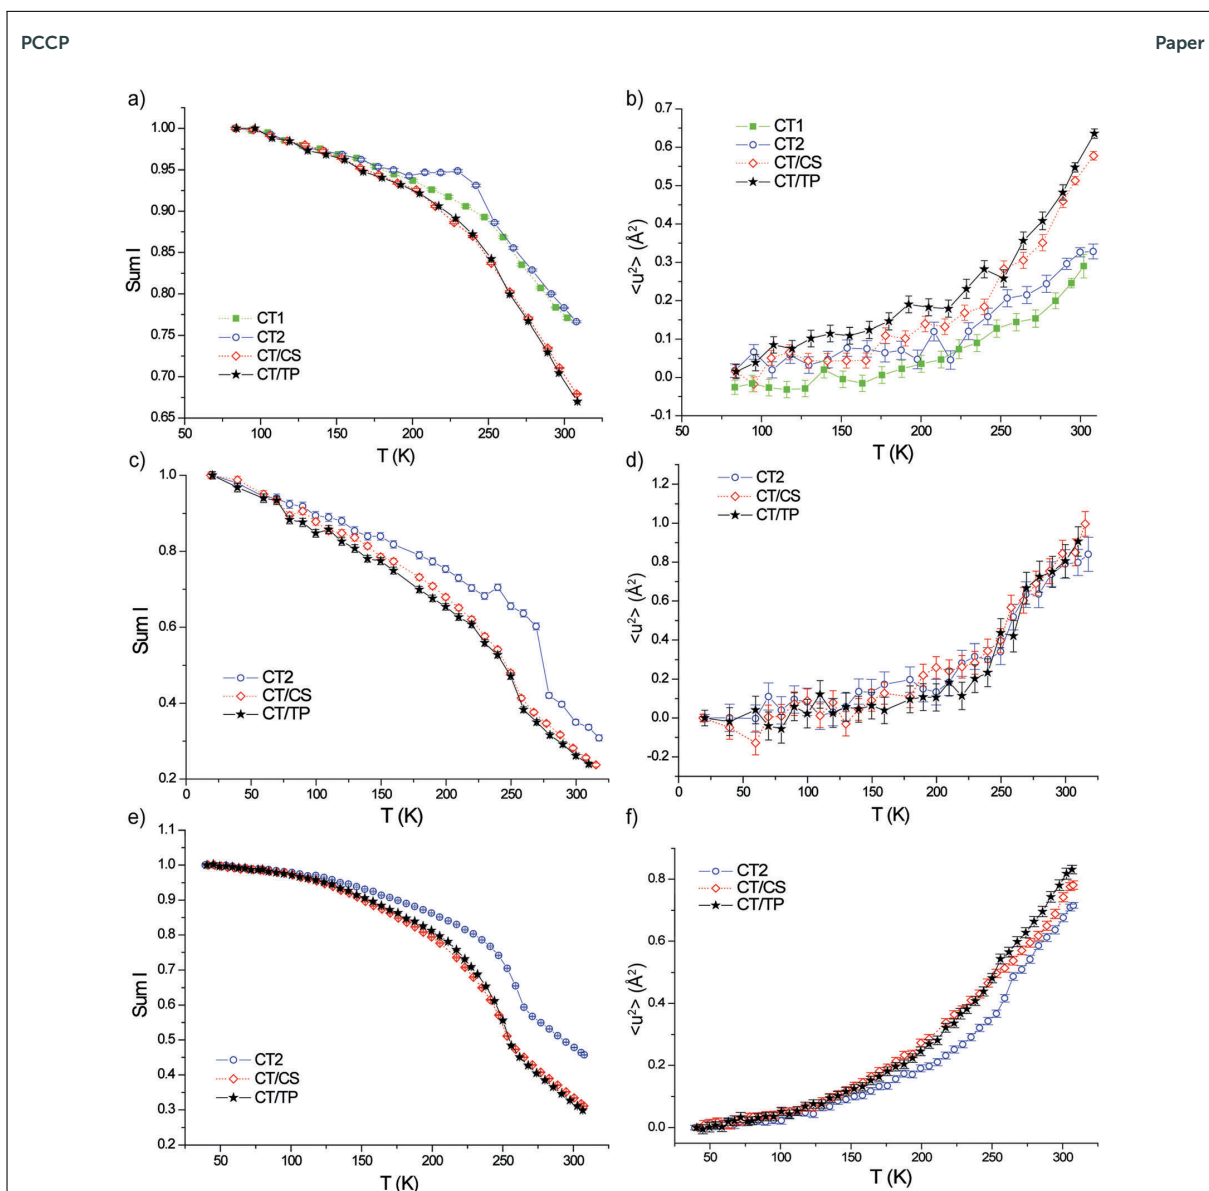 PCCP
Paper
a)
1.00
0.95
0.90
0.85
0.80
0.75
0.70
0.65
Sum I
CT1
CT2
CT/CS
CT/TP
50 100 150 200 250 300
T (K)
b)
0.7
0.6
0.5
0.4
0.3
0.2
0.1
0.0
-0.1
<u²> (Å²)
CT1
CT2
CT/CS
CT/TP
50 100 150 200 250 300
T (K)
c)
1.0
0.8
0.6
0.4
0.2
Sum I
CT2
CT/CS
CT/TP
0 50 100 150 200 250 300
T (K)
d)
1.2
1.0
0.8
0.6
0.4
0.2
0.0
-0.2
<u²> (Å²)
CT2
CT/CS
CT/TP
0 50 100 150 200 250 300
T (K)
e)
1.1
1.0
0.9
0.8
0.7
0.6
0.5
0.4
0.3
0.2
Sum I
CT2
CT/CS
CT/TP
50 100 150 200 250 300
T (K)
f)
0.8
0.6
0.4
0.2
0.0
<u²> (Å²)
CT2
CT/CS
CT/TP
50 100 150 200 250 300
T (K)